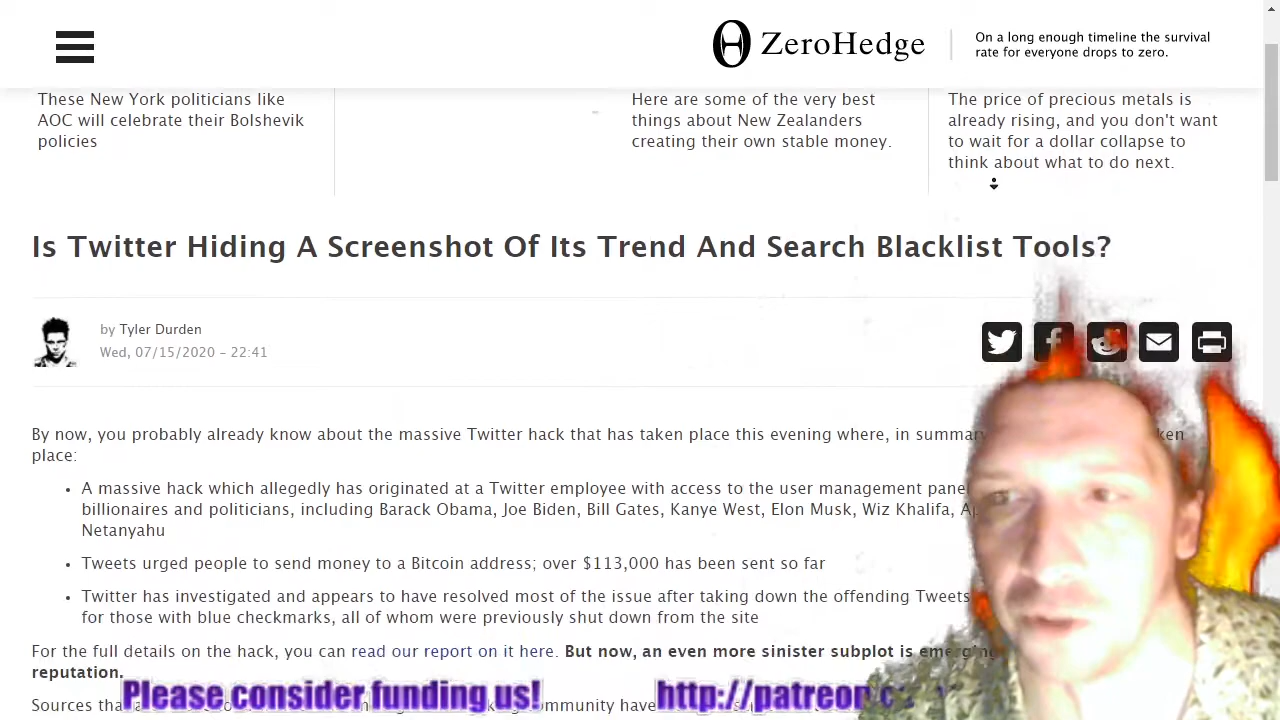 ZeroHedge
On a long enough timeline the survival
rate for everyone drops to zero.
These New York politicians like
AOC will celebrate their Bolshevik
policies
Here are some of the very best
things about New Zealanders
creating their own stable money.
The price of precious metals is
already rising, and you don't want
to wait for a dollar collapse to
think about what to do next.
Is Twitter Hiding A Screenshot Of Its Trend And Search Blacklist Tools?
by Tyler Durden
Wed, 07/15/2020 - 22:41
By now, you probably already know about the massive Twitter hack that has taken place this evening where, in summary
place:
• A massive hack which allegedly has originated at a Twitter employee with access to the user management
billionaires and politicians, including Barack Obama, Joe Biden, Bill Gates, Kanye West, Elon Musk, Wiz Khalifa,
Netanyahu
• Tweets urged people to send money to a Bitcoin address; over $113,000 has been sent so far
• Twitter has investigated and appears to have resolved most of the issue after taking down the offending Tweets
for those with blue checkmarks, all of whom were previously shut down from the site
For the full details on the hack, you can read our report on it here. But now, an even more sinister subplot is
reputation.
Sources
Please consider funding us!
http://patreon